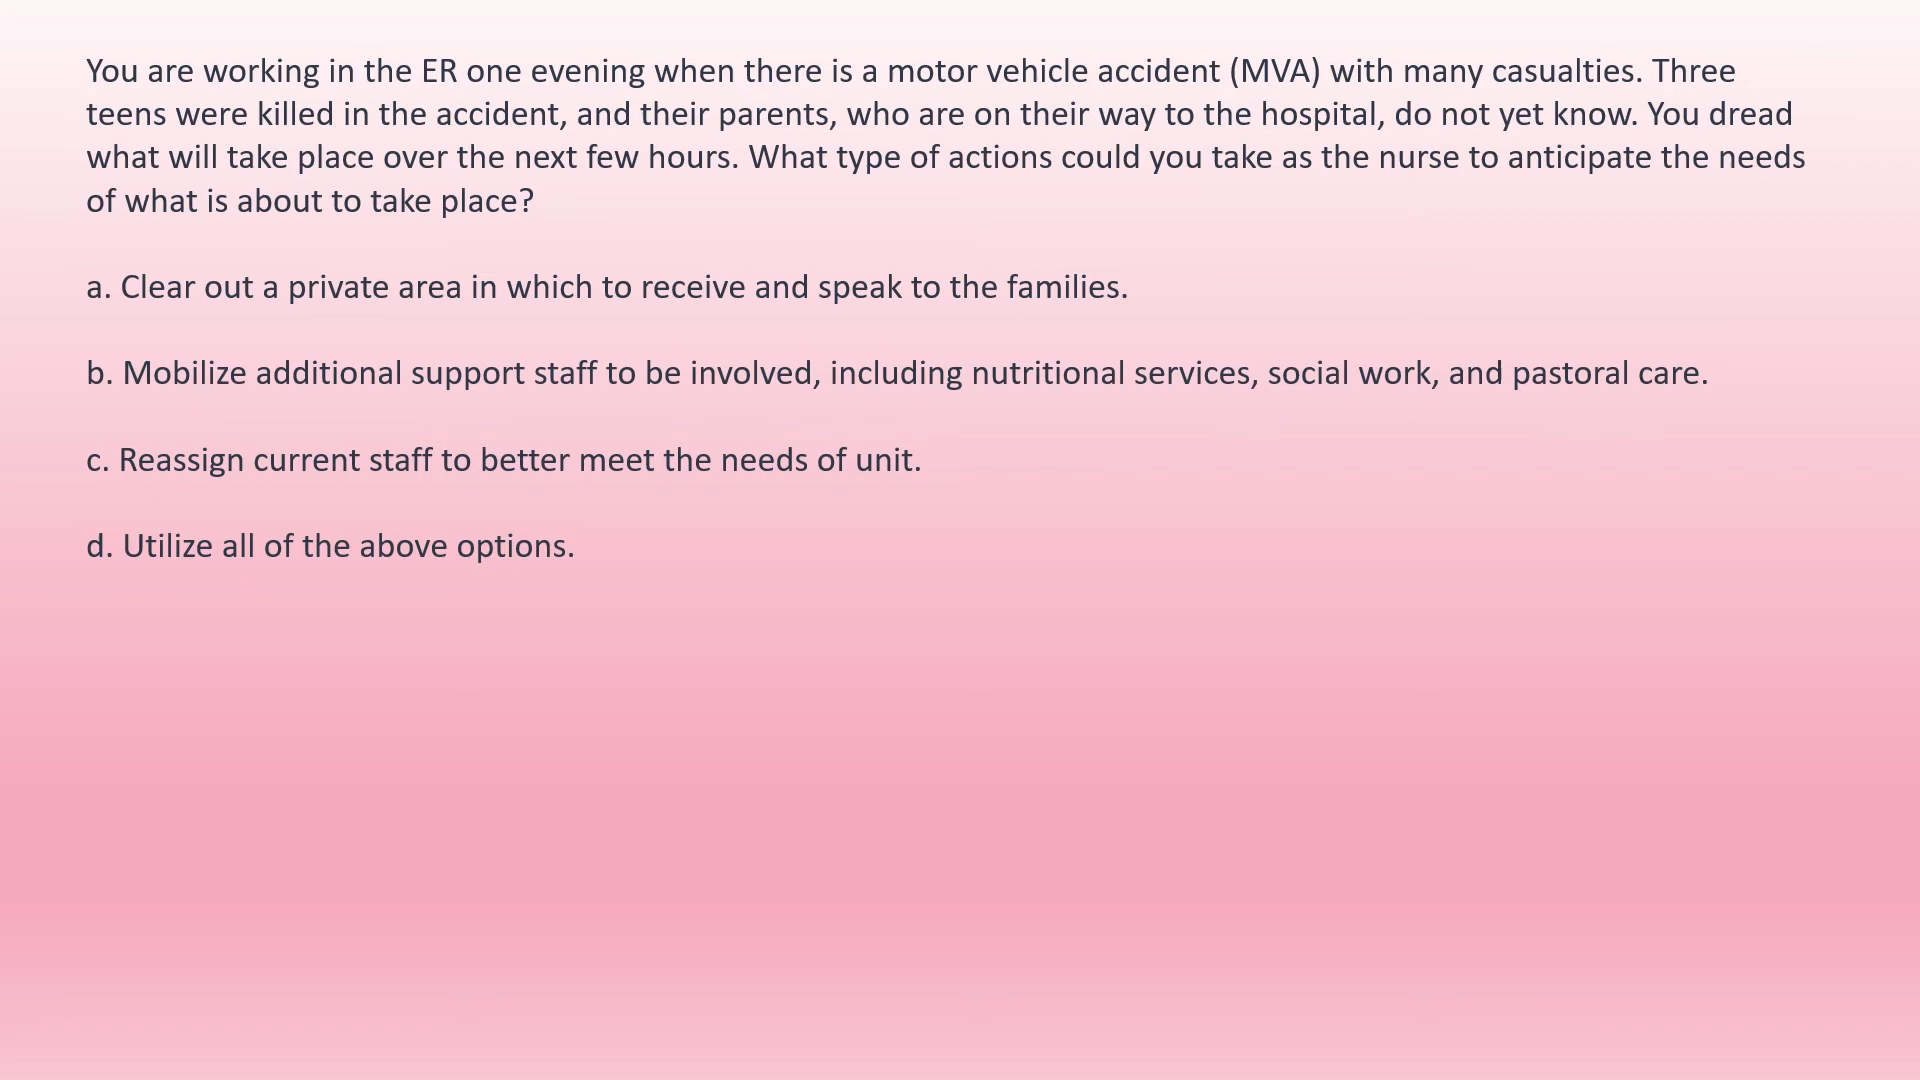 You are working in the ER one evening when there is a motor vehicle accident (MVA) with many casualties. Three
teens were killed in the accident, and their parents, who are on their way to the hospital, do not yet know. You dread
what will take place over the next few hours. What type of actions could you take as the nurse to anticipate the needs
of what is about to take place?
a. Clear out a private area in which to receive and speak to the families.
b. Mobilize additional support staff to be involved, including nutritional services, social work, and pastoral care.
c. Reassign current staff to better meet the needs of unit.
d. Utilize all of the above options.